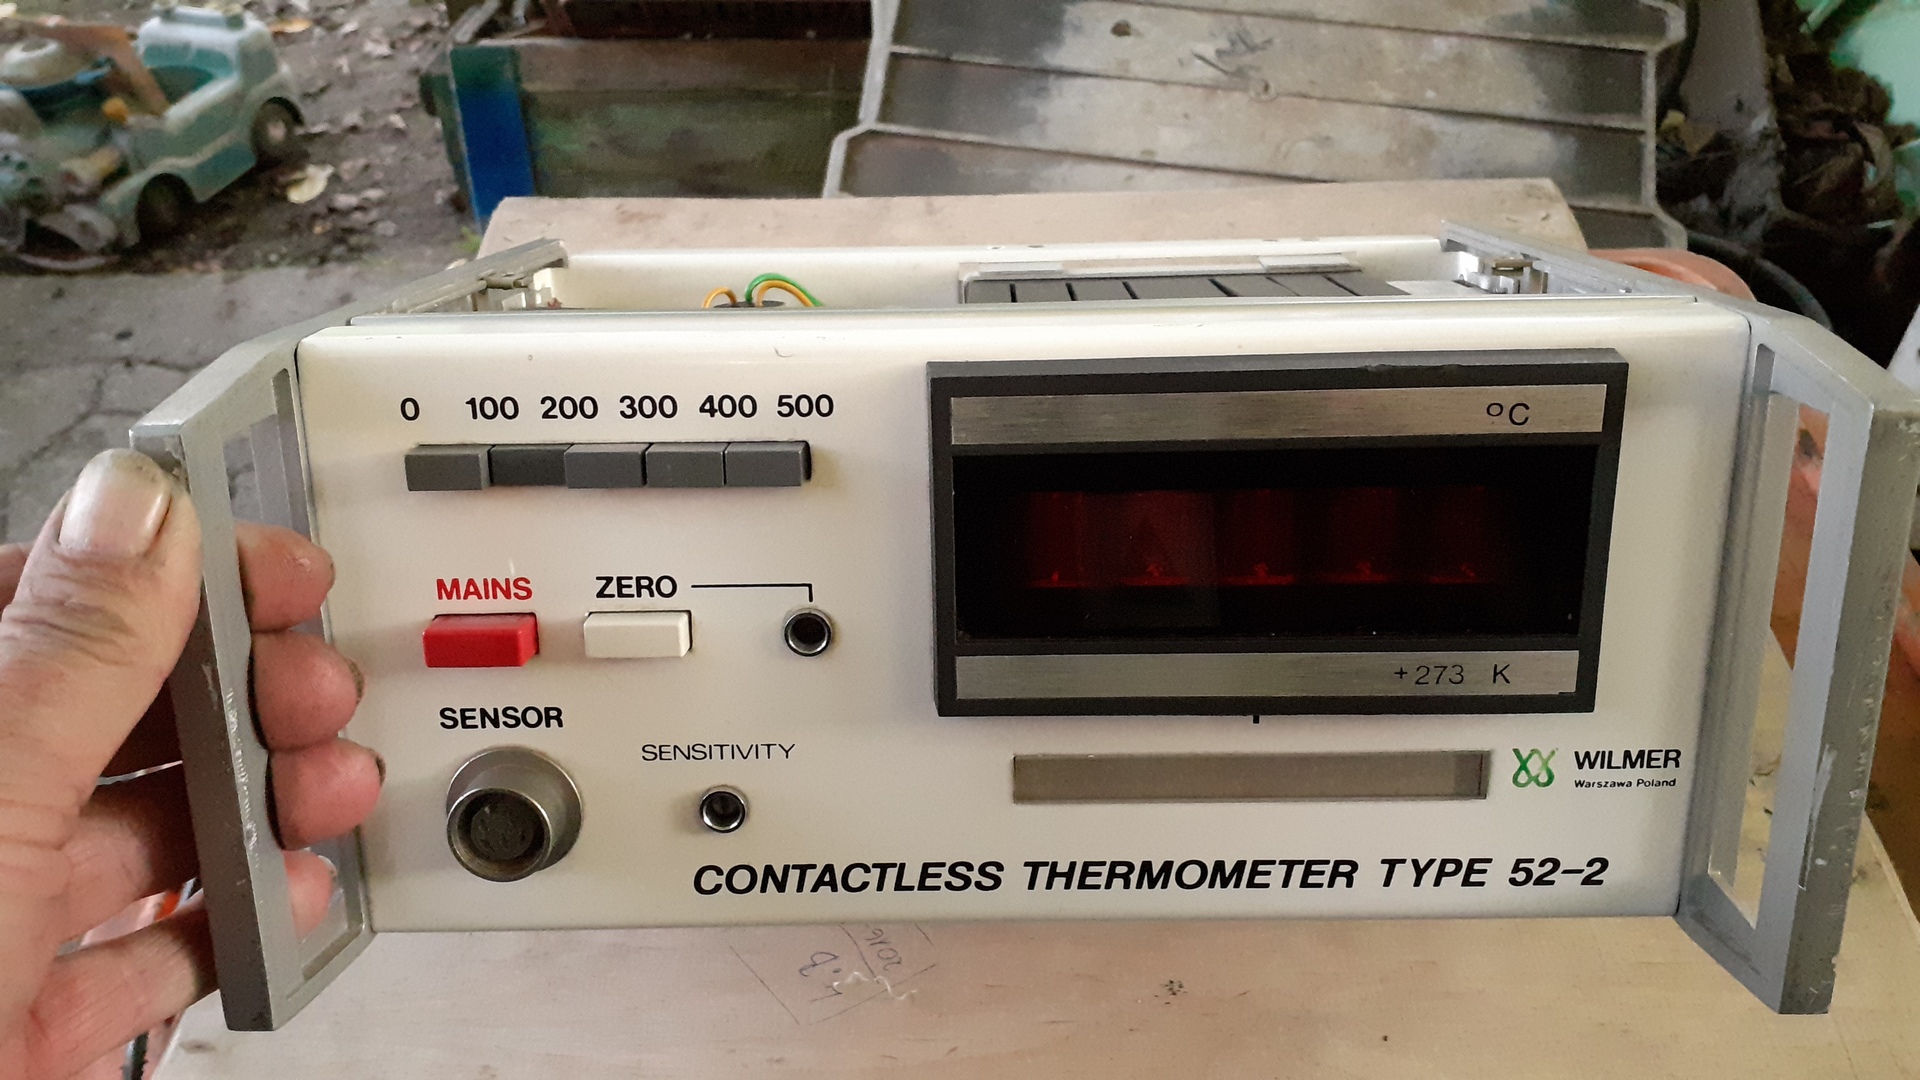 0 100 200 300 400 500
°C
MAINS ZERO
+273 K
SENSOR
SENSITIVITY
WILMER
Warszawa Poland
CONTACTLESS THERMOMETER TYPE 52-2
2016